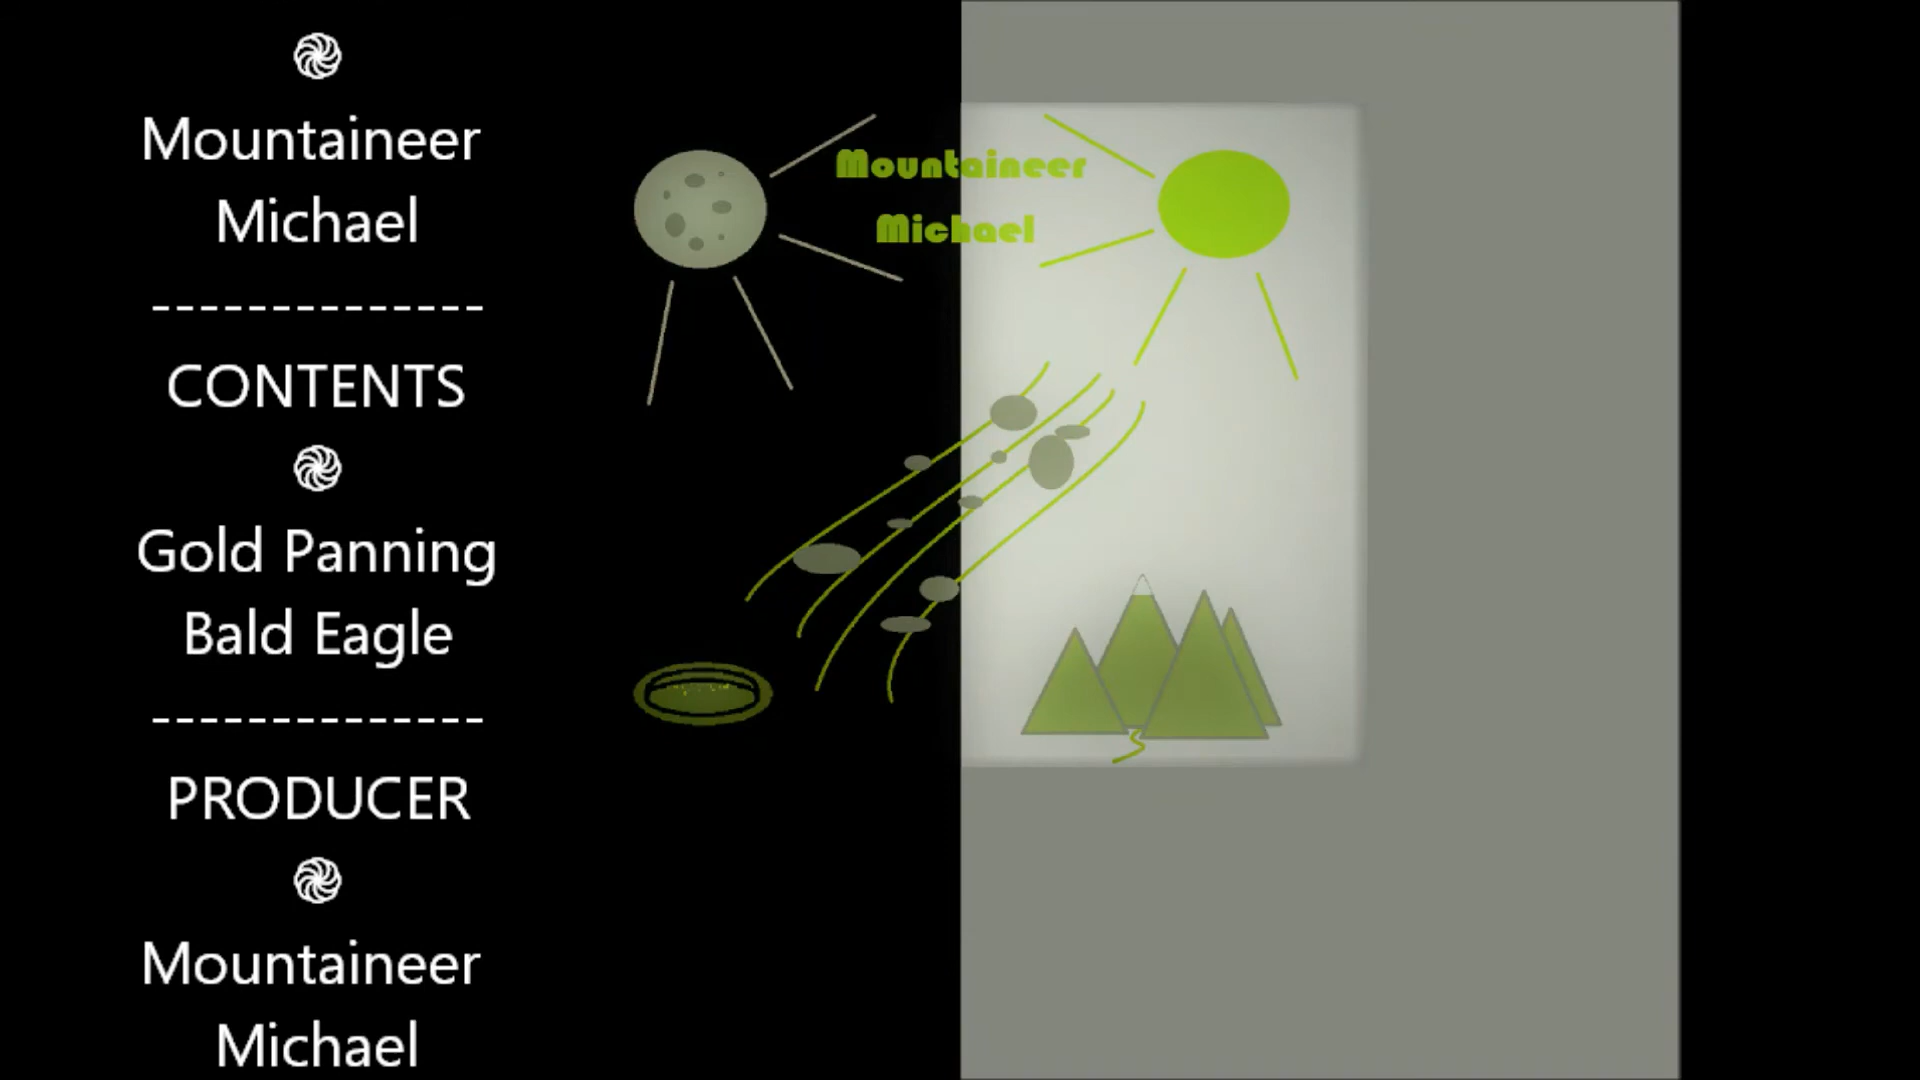 Mountaineer
Michael
--------------
CONTENTS
Gold Panning
Bald Eagle
--------------
PRODUCER
Mountaineer
Michael
Mountaineer
Michael